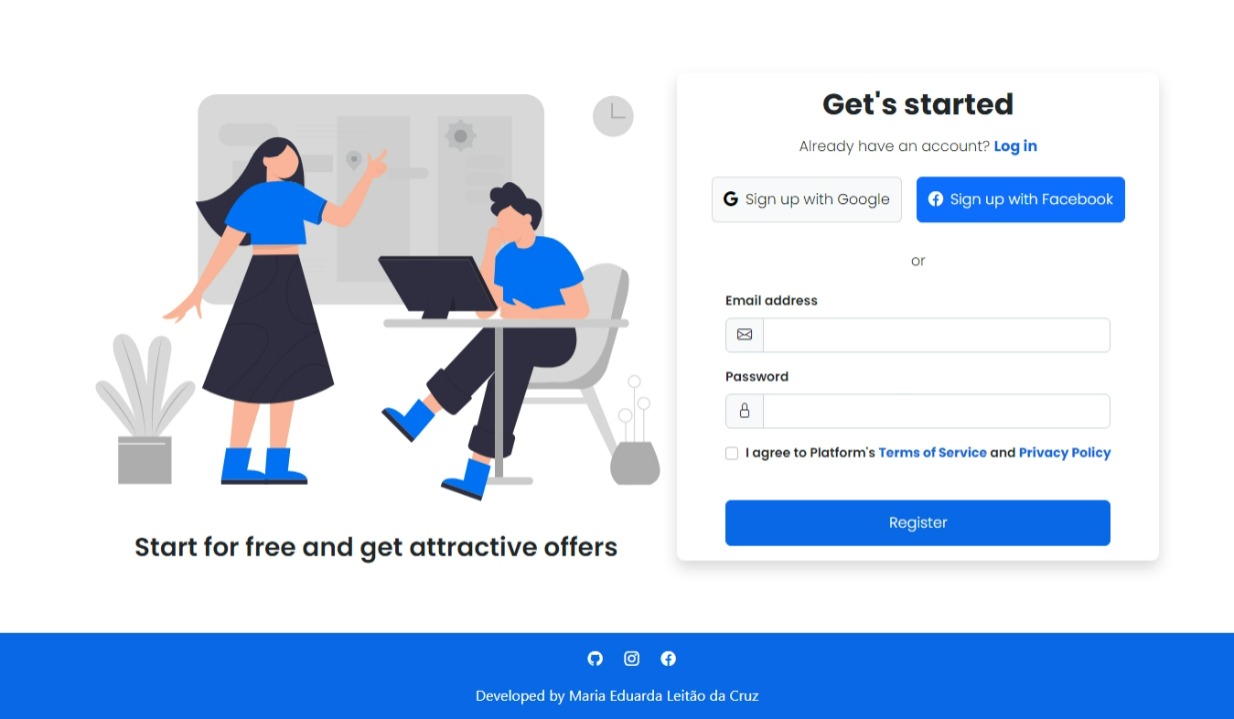 Get's started
Already have an account? Log in
Sign up with Google
Sign up with Facebook
or
Email address
Password
I agree to Platform's Terms of Service and Privacy Policy
Register
Start for free and get attractive offers
Developed by Maria Eduarda Leitão da Cruz